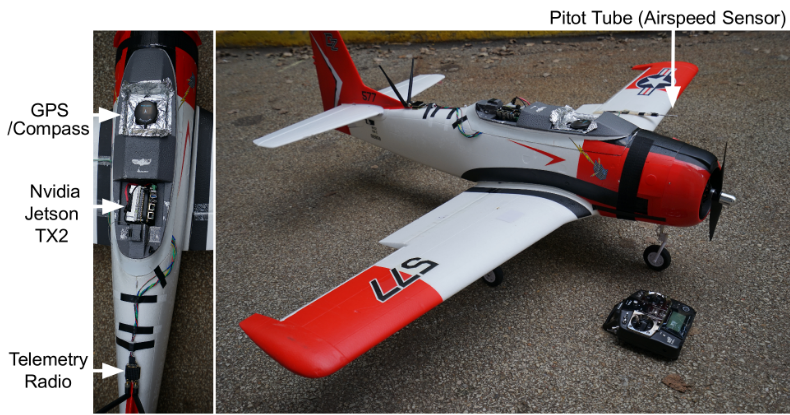 Pitot Tube (Airspeed Sensor)
GPS
/Compass
Nvidia
Jetson
TX2
Telemetry
Radio
577
577